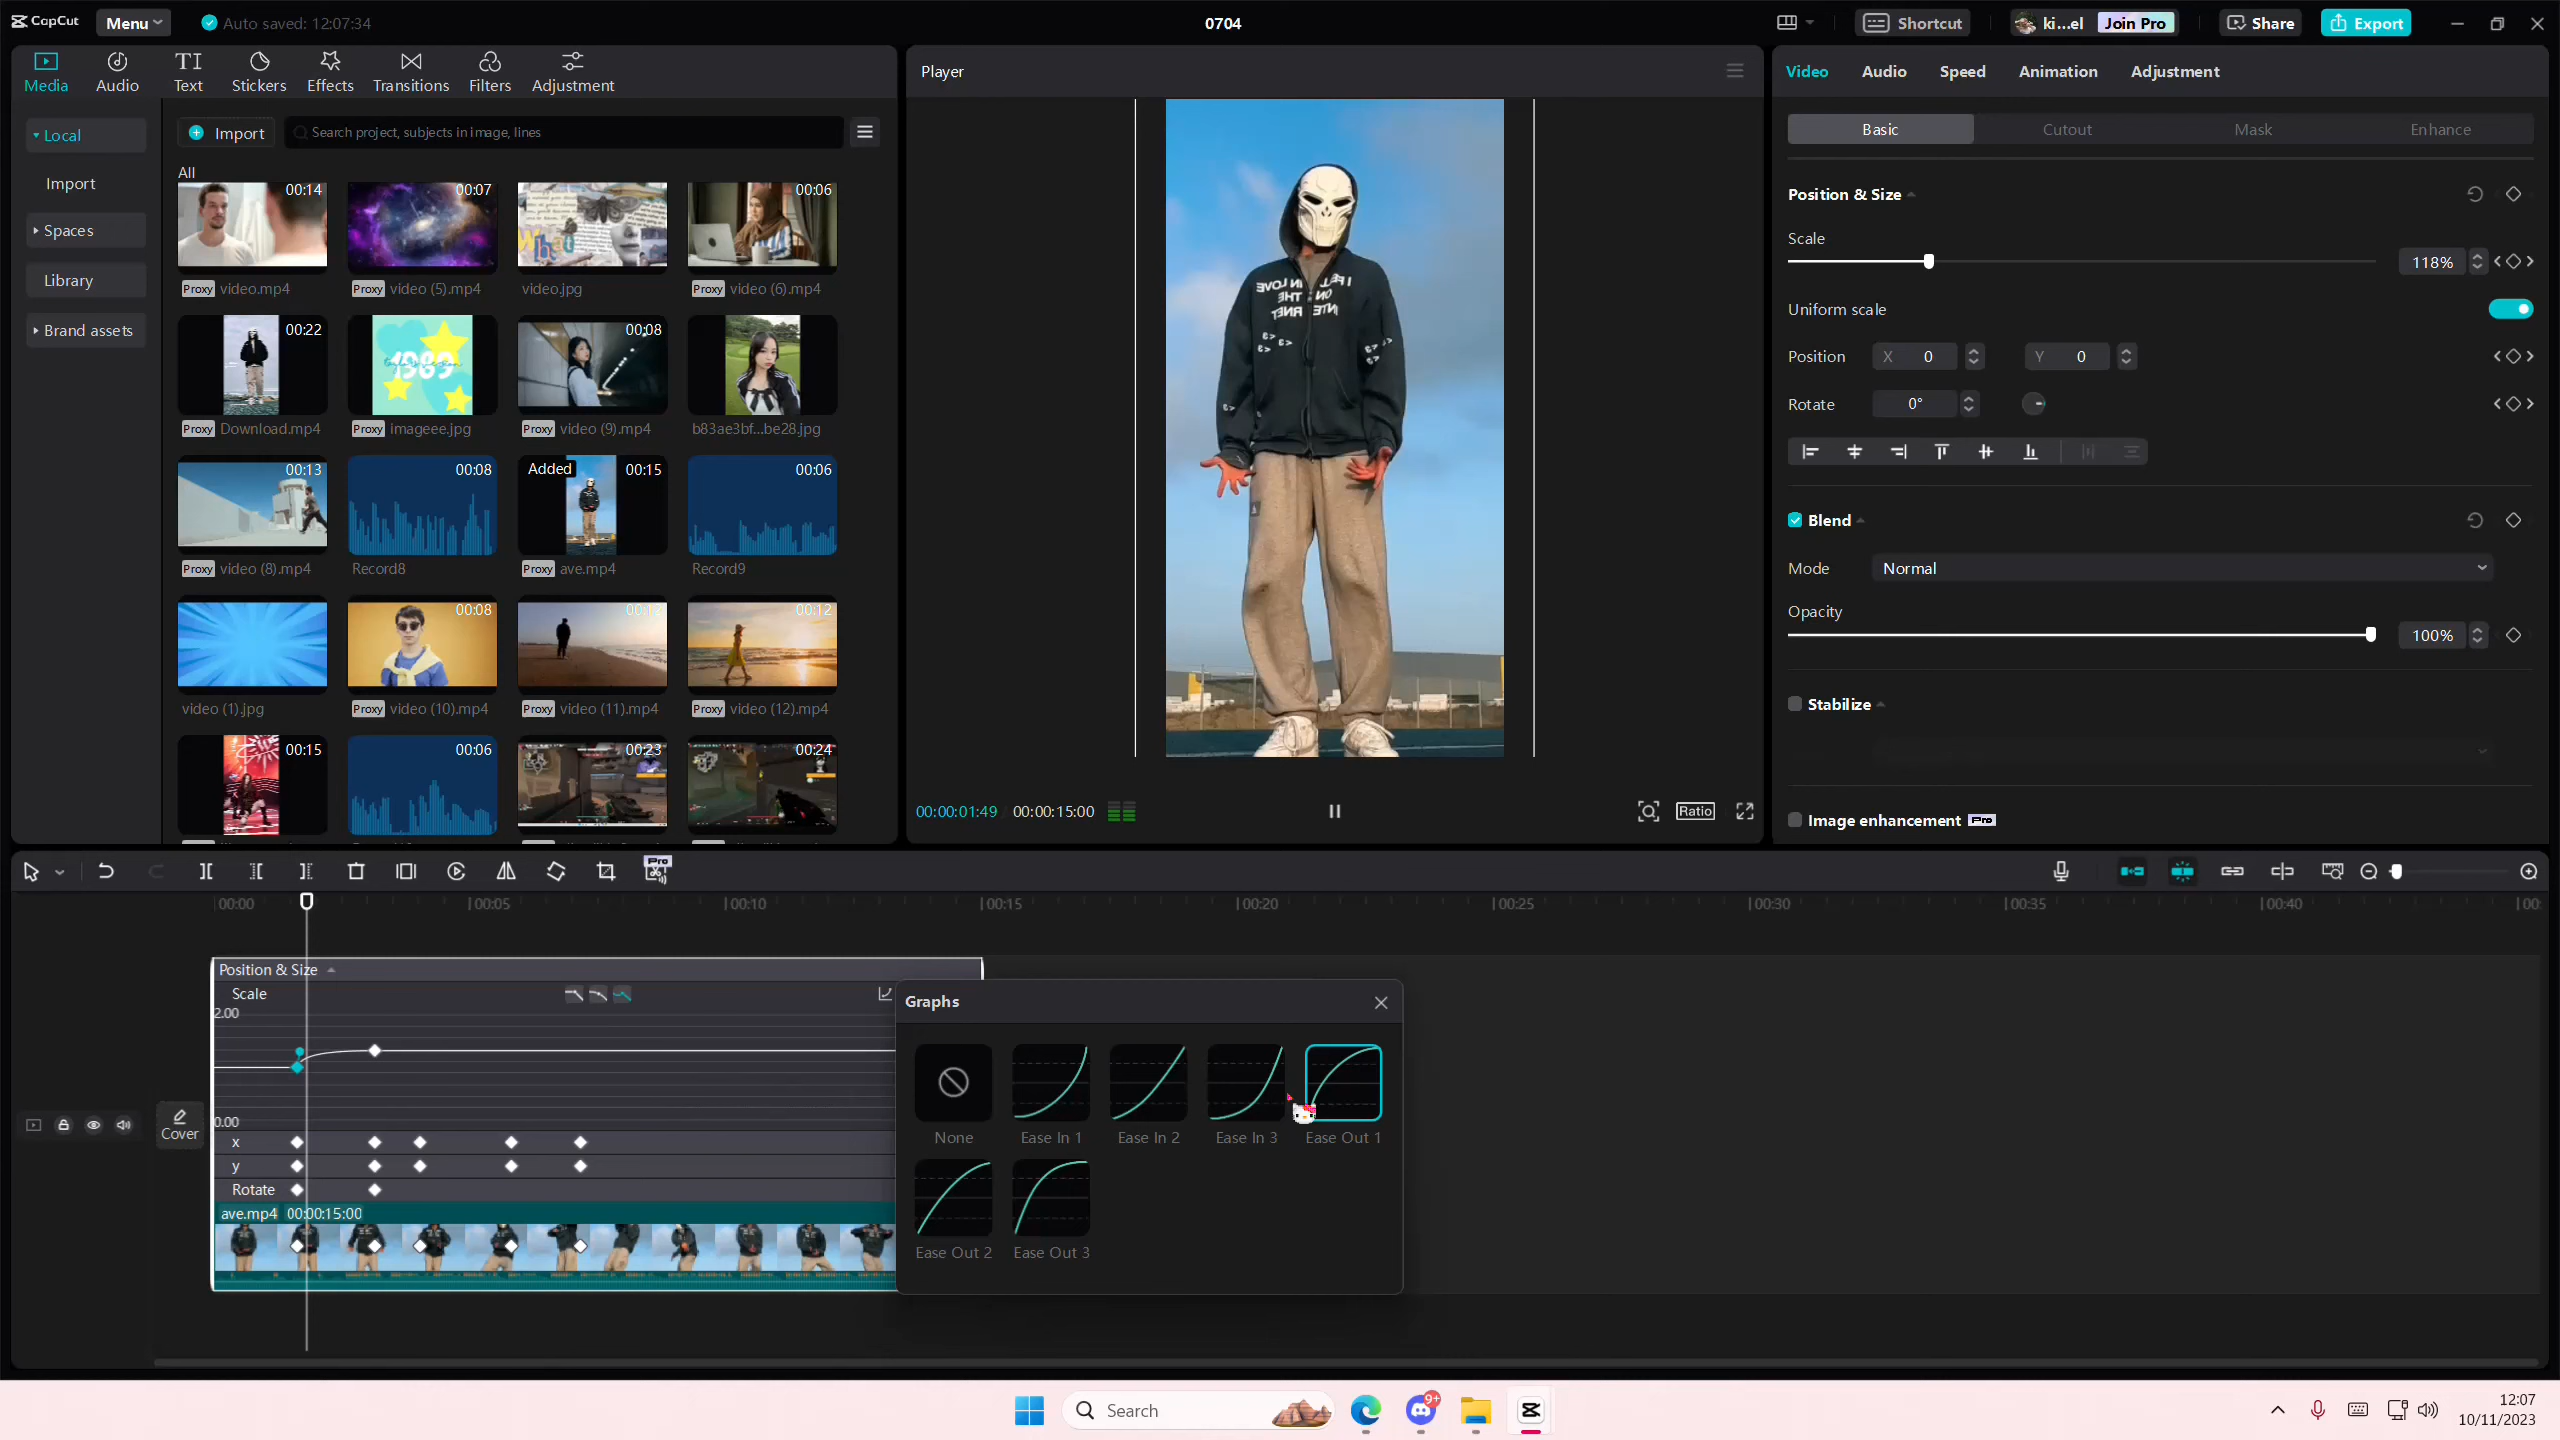 CapCut
Menu
Auto saved: 12:07:34
0704
Shortcut
ki...el
Join Pro
Share
Export
Media
Audio
Text
Stickers
Effects
Transitions
Filters
Adjustment
Player
Video
Audio
Speed
Animation
Adjustment
Local
Import
Spaces
Library
Brand assets
Import
Search project, subjects in image, lines
All
00:14
00:07
00:06
Proxy video.mp4
Proxy video (5).mp4
video.jpg
Proxy video (6).mp4
00:22
00:08
1989
Proxy Download.mp4
Proxy imageee.jpg
Proxy video (9).mp4
b83ae3bf...be28.jpg
00:13
00:08
Added
00:15
00:06
Proxy video (8).mp4
Record8
Proxy ave.mp4
Record9
00:08
00:12
video (1).jpg
Proxy video (10).mp4
Proxy video (11).mp4
Proxy video (12).mp4
00:15
00:06
00:23
00:24
00:00:01:49
00:00:15:00
Ratio
Basic
Cutout
Mask
Enhance
Position & Size
Scale
118%
Uniform scale
Position
X 0
Y 0
Rotate
0°
Blend
Mode
Normal
Opacity
100%
Stabilize
Image enhancement Pro
Pro
00:00
00:05
00:10
00:15
00:20
00:25
00:30
00:35
00:40
00:
Position & Size
Scale
2.00
0.00
x
y
Rotate
ave.mp4 00:00:15:00
Cover
Graphs
None
Ease In 1
Ease In 2
Ease In 3
Ease Out 1
Ease Out 2
Ease Out 3
Search
9+
12:07
10/11/2023